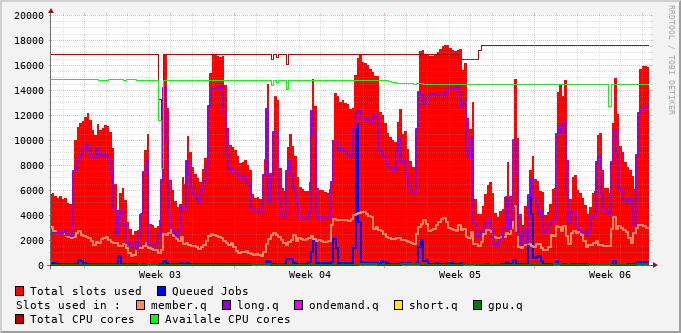 20000
18000
16000
14000
12000
10000
8000
6000
4000
2000
0
Week 03 Week 04 Week 05 Week 06
Total slots used Queued Jobs
Slots used in : member.q long.q ondemand.q short.q gpu.q
Total CPU cores Availale CPU cores
RRDTOOL / TOBI OETIKER